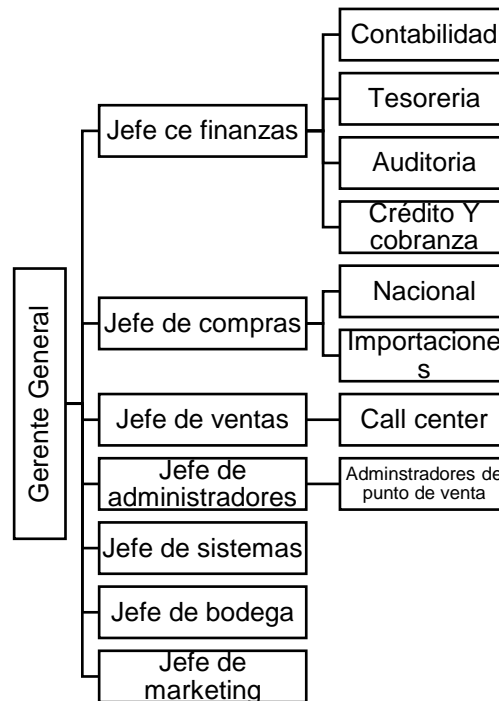 Gerente General
Jefe ce finanzas
Contabilidad
Tesoreria
Auditoria
Crédito Y
cobranza
Jefe de compras
Nacional
Importacione
s
Jefe de ventas
Call center
Jefe de
administradores
Adminstradores de
punto de venta
Jefe de sistemas
Jefe de bodega
Jefe de
marketing